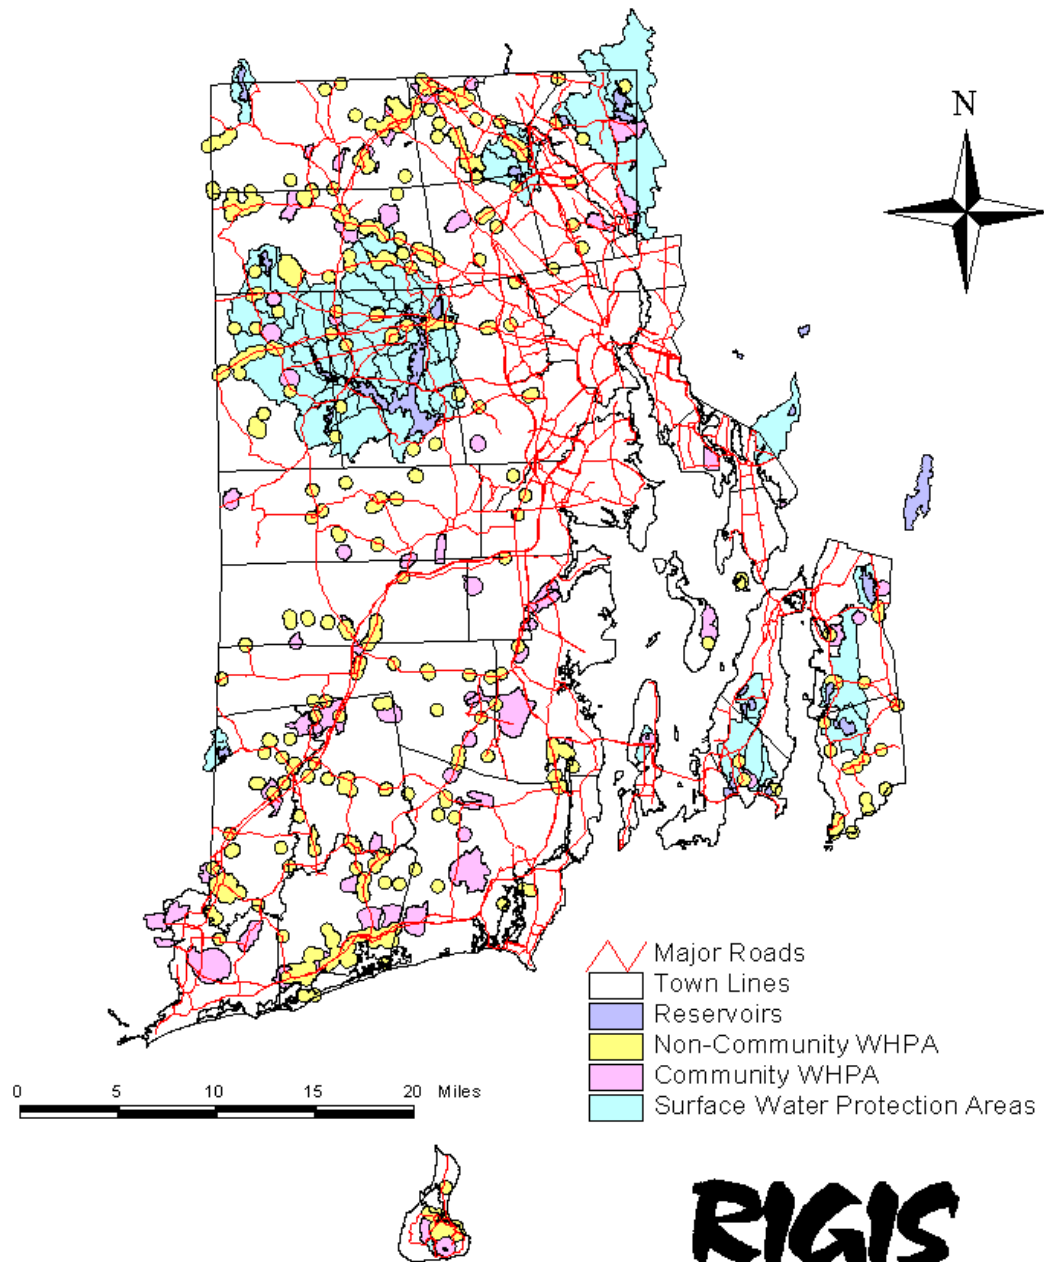 N
Major Roads
Town Lines
Reservoirs
Non-Community WHPA
Community WHPA
Surface Water Protection Areas
0 5 10 15 20 Miles
RIGIS